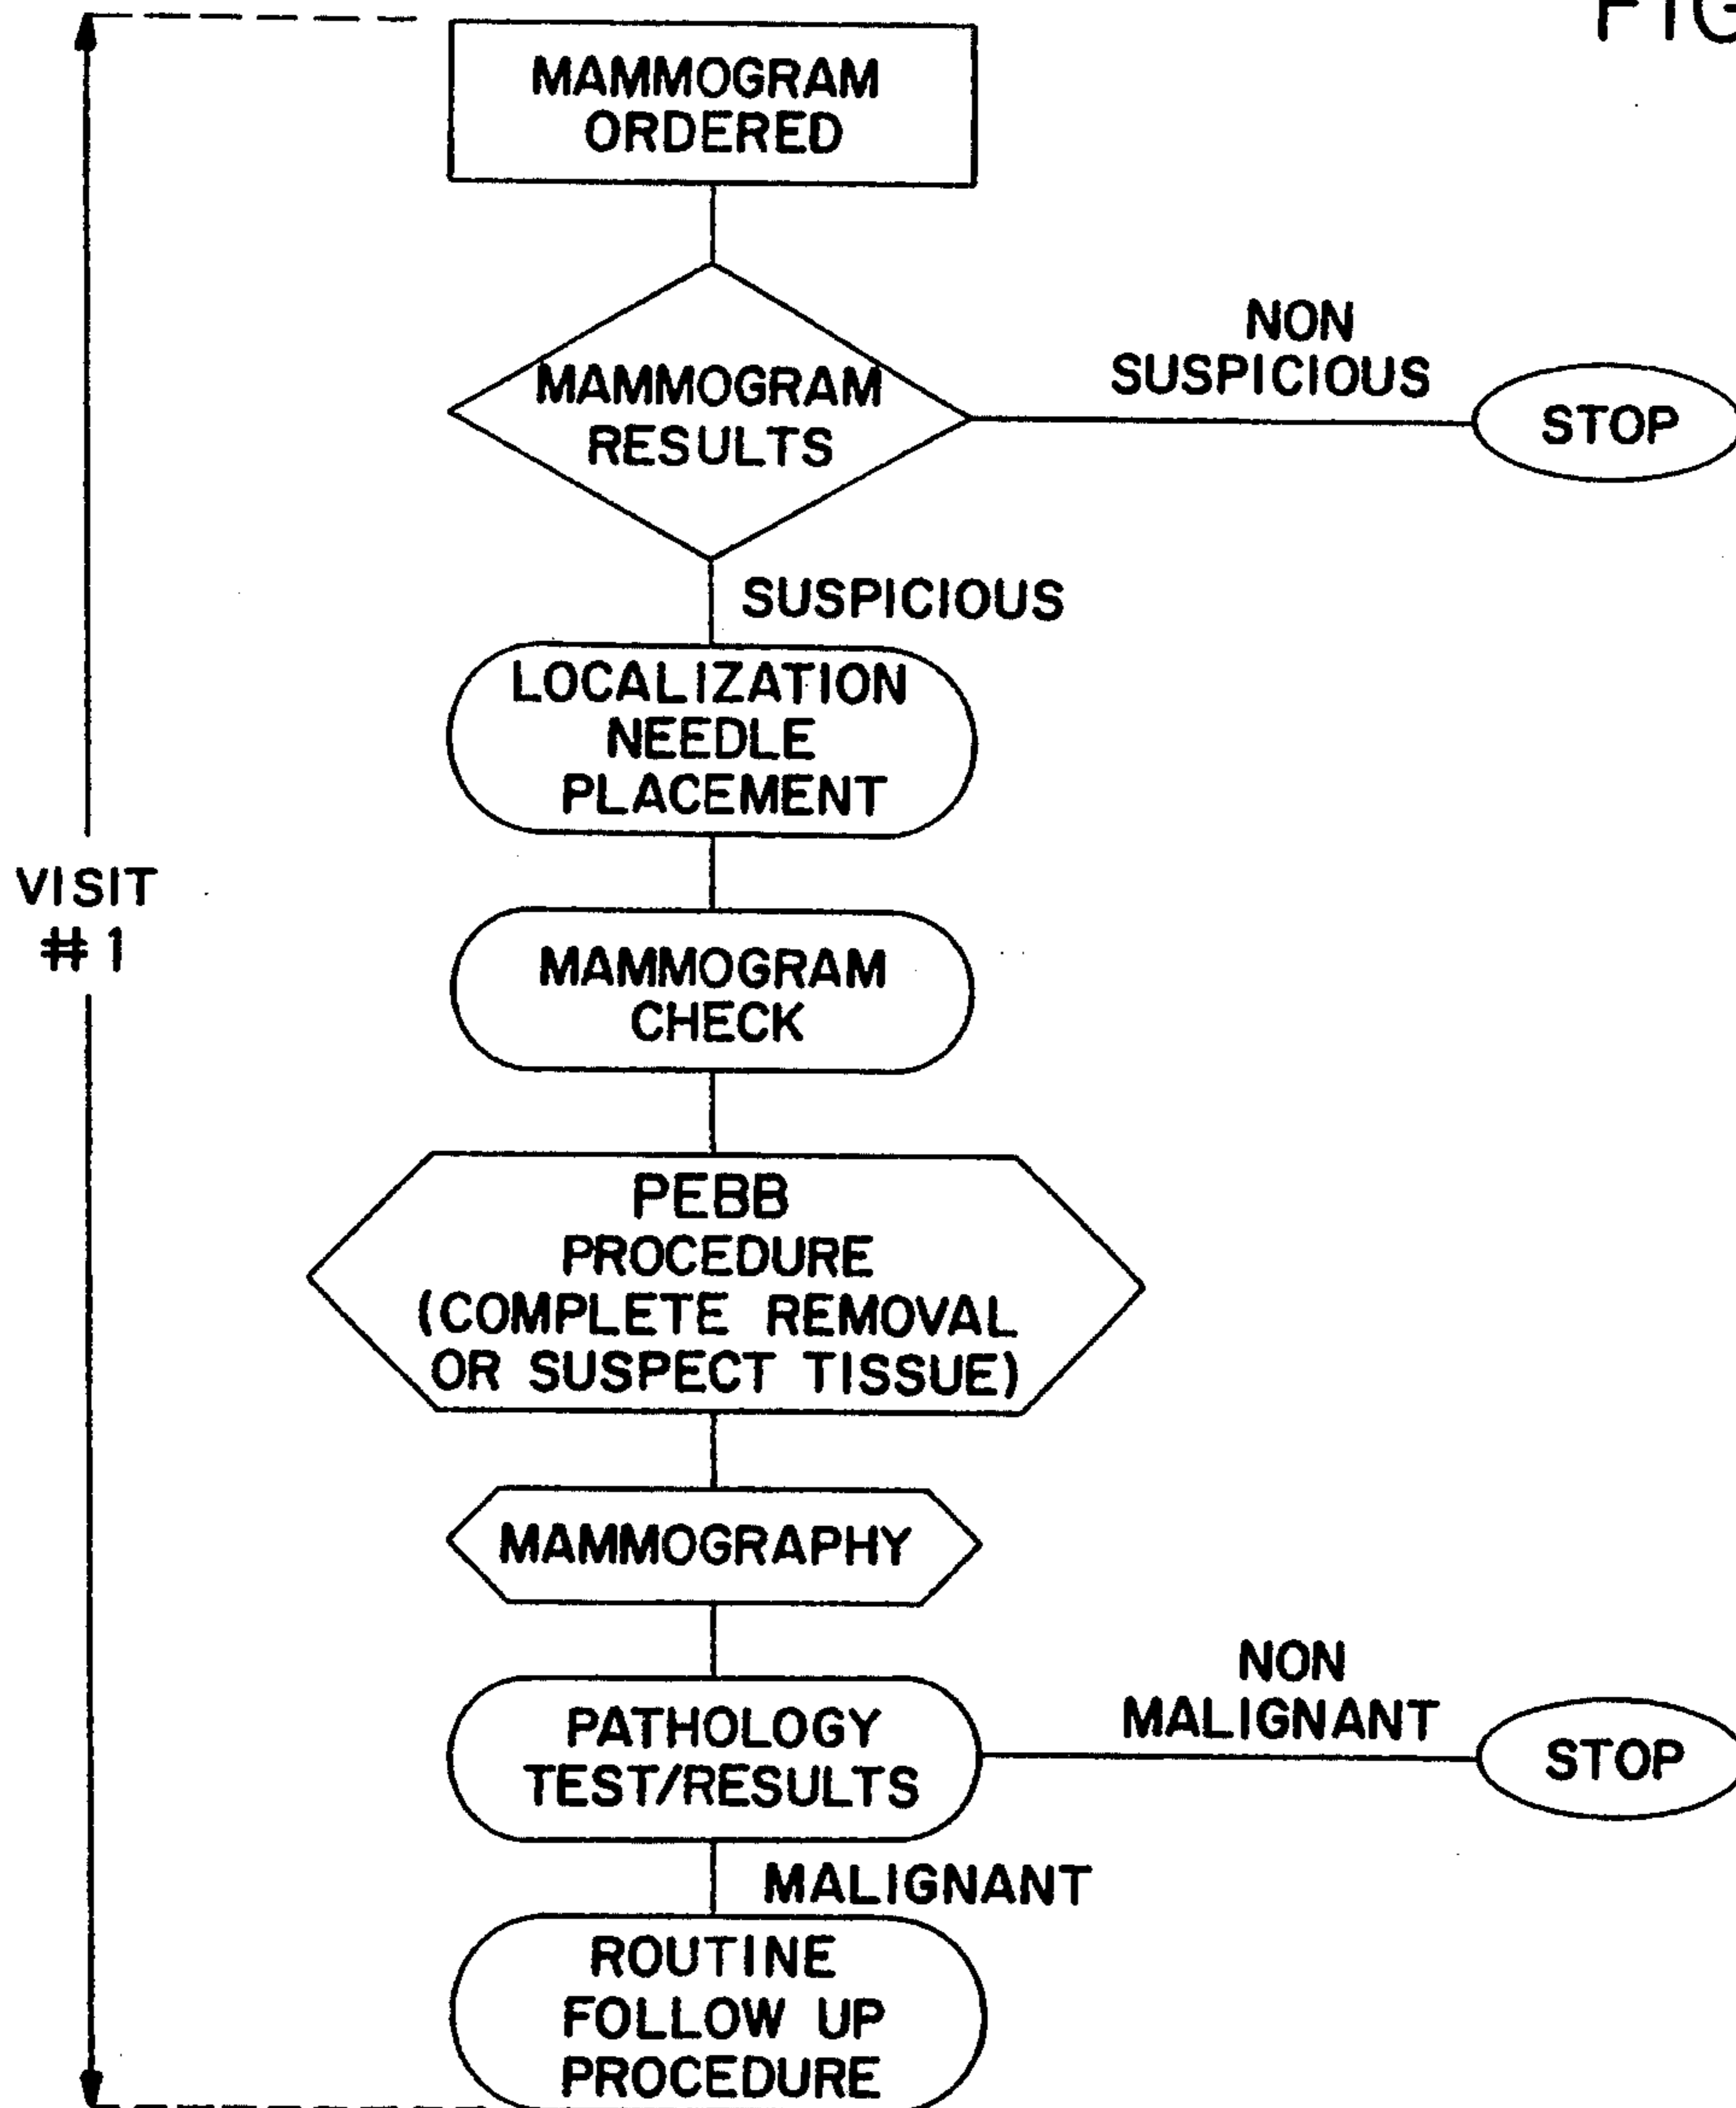 FIG
MAMMOGRAM
ORDERED
MAMMOGRAM
RESULTS
NON
SUSPICIOUS
STOP
SUSPICIOUS
LOCALIZATION
NEEDLE
PLACEMENT
VISIT
#1
MAMMOGRAM
CHECK
PEBB
PROCEDURE
(COMPLETE REMOVAL
OR SUSPECT TISSUE)
MAMMOGRAPHY
PATHOLOGY
TEST/RESULTS
NON
MALIGNANT
STOP
MALIGNANT
ROUTINE
FOLLOW UP
PROCEDURE